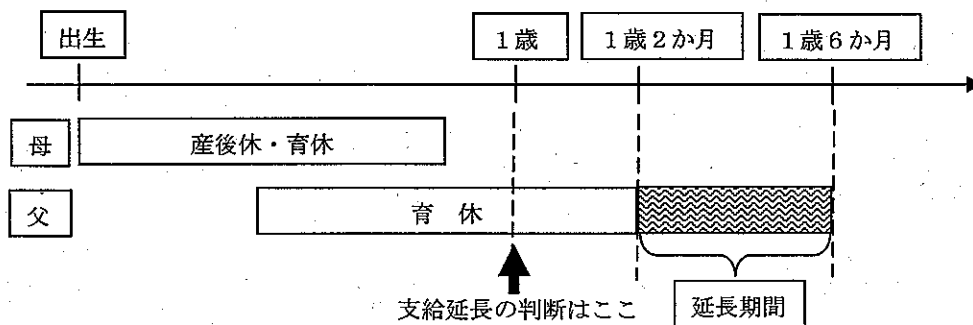 出生
1歳
1歳2か月
1歳6か月
母
産後休・育休
父
育 休
支給延長の判断はここ
延長期間